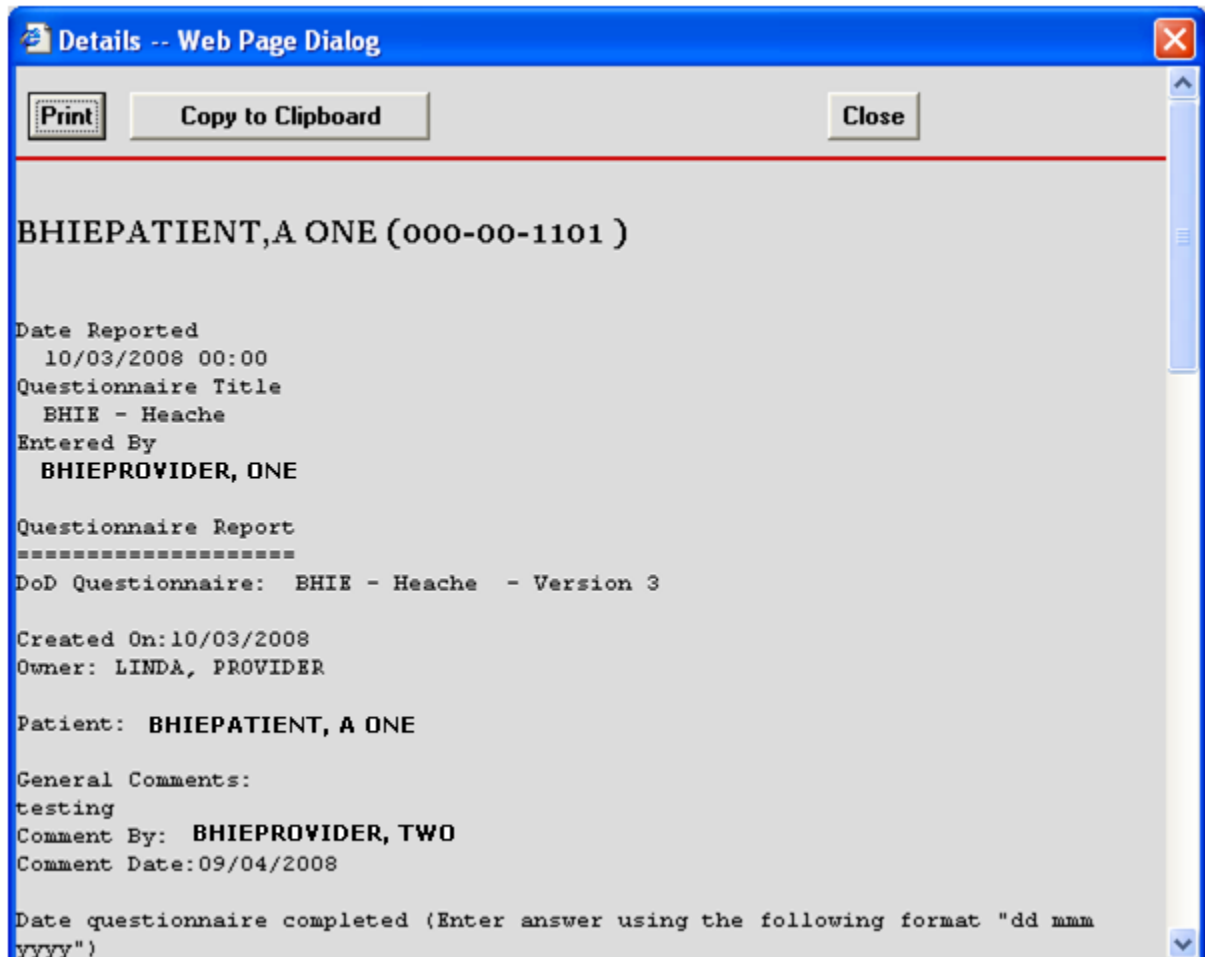 Details -- Web Page Dialog
Print Copy to Clipboard Close
BHIEPATIENT,A ONE (000-00-1101 )
Date Reported
10/03/2008 00:00
Questionnaire Title
BHIE - Heache
Entered By
BHIEPROVIDER, ONE
Questionnaire Report
====================
DoD Questionnaire:  BHIE - Heache  - Version 3
Created On:10/03/2008
Owner: LINDA, PROVIDER
Patient: BHIEPATIENT, A ONE
General Comments:
testing
Comment By: BHIEPROVIDER, TWO
Comment Date:09/04/2008
Date questionnaire completed (Enter answer using the following format "dd mmm
yyyy")